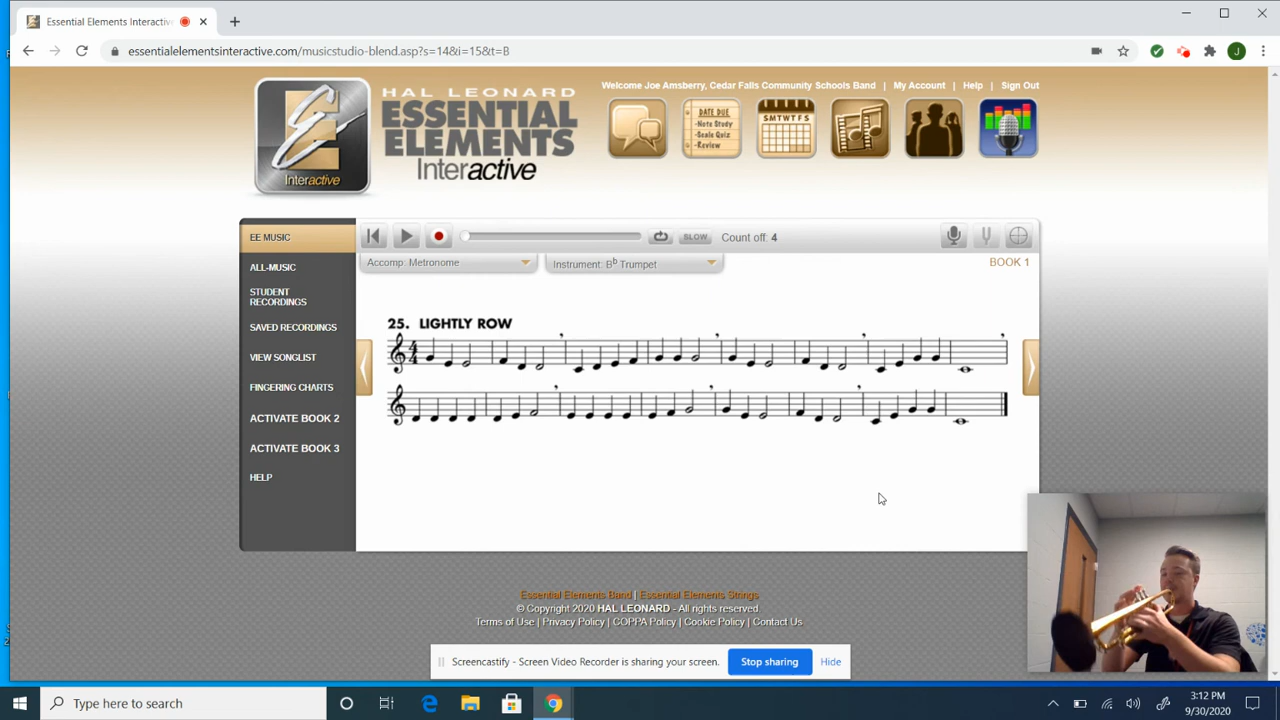 Essential Elements Interactiv
essentialelementsinteractive.com/musicstudio-blend.asp?s=14&i=15&t=B
J
Welcome Joe Amsberry, Cedar Falls Community Schools Band | My Account | Help | Sign Out
HAL LEONARD
ESSENTIAL
ELEMENTS
Interactive
Interactive
DATE DUE
-Note Study
-Scale Quiz
-Review
SMTWTFS
EE MUSIC
ALL-MUSIC
STUDENT
RECORDINGS
SAVED RECORDINGS
VIEW SONGLIST
FINGERING CHARTS
ACTIVATE BOOK 2
ACTIVATE BOOK 3
HELP
SLOW
Count off: 4
Accomp: Metronome
Instrument: Bb Trumpet
BOOK 1
25. LIGHTLY ROW
Essential Elements Band | Essential Elements Strings
© Copyright 2020 HAL LEONARD - All rights reserved
Terms of Use | Privacy Policy | COPPA Policy | Cookie Policy | Contact Us
Screencastify - Screen Video Recorder is sharing your screen.
Stop sharing
Hide
Type here to search
3:12 PM
9/30/2020